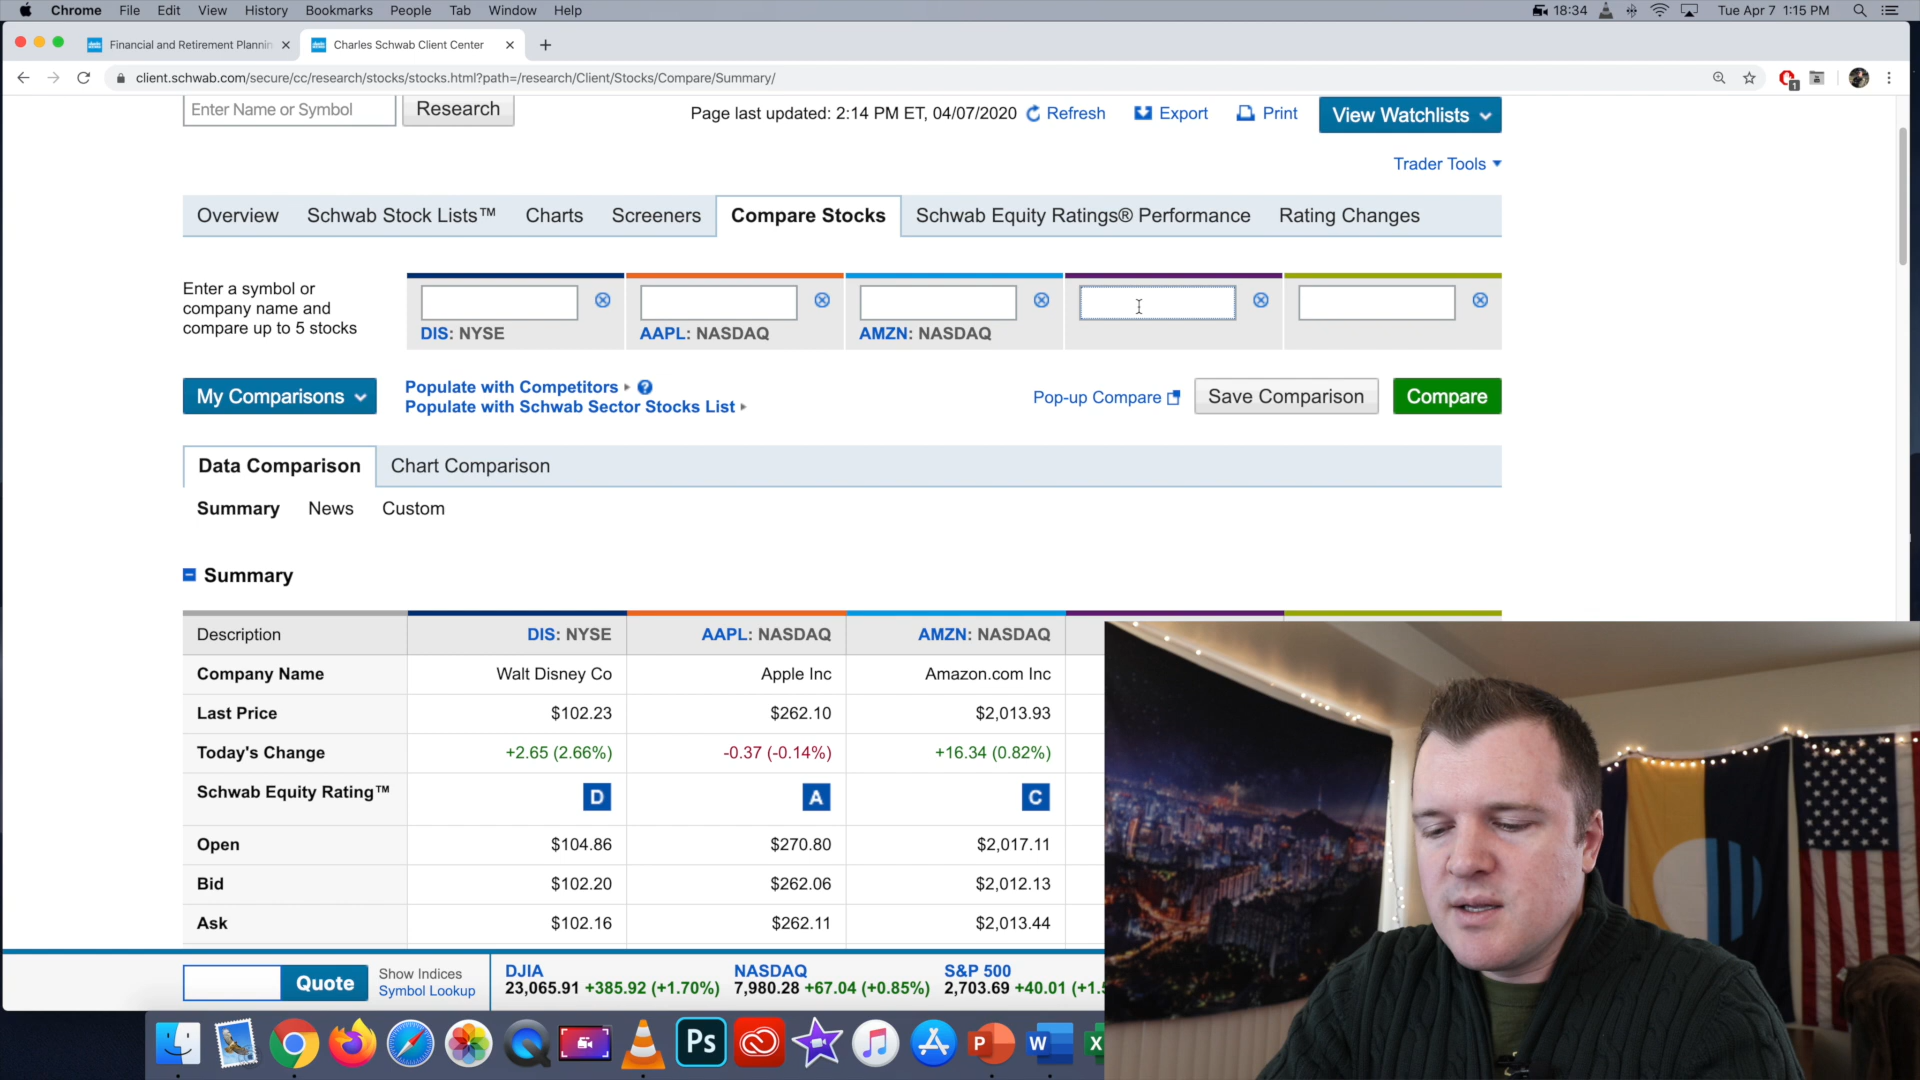 Chrome File Edit View History Bookmarks People Tab Window Help 18:34 Tue Apr 7 1:15 PM
Charles Schwab Client Center
Financial and Retirement
client.schwab.com/secure/cc/research/stocks/stocks.html?path=/research/Client/Stocks/Compare/Summary/
1
Enter Name or Symbol Research Page last updated: 2:14 PM ET, 04/07/2020 Refresh Export Print View Watchlists
Trader Tools
Overview Schwab Stock Lists™ Charts Screeners Compare Stocks Schwab Equity Ratings® Performance Rating Changes
Enter a symbol or
company name and
compare up to 5 stocks
DIS: NYSE AAPL: NASDAQ AMZN: NASDAQ
My Comparisons
Populate with Competitors ?
Populate with Schwab Sector Stocks List
Pop-up Compare Save Comparison Compare
Data Comparison Chart Comparison
Summary News Custom
Summary
Description DIS: NYSE AAPL: NASDAQ AMZN: NASDAQ
Company Name Walt Disney Co Apple Inc Amazon.com Inc
Last Price $102.23 $262.10 $2,013.93
Today's Change +2.65 (2.66%) -0.37 (-0.14%) +16.34 (0.82%)
Schwab Equity Rating™ D A C
Open $104.86 $270.80 $2,017.11
Bid $102.20 $262.06 $2,012.13
Ask $102.16 $262.11 $2,013.44
Quote
Show Indices
Symbol Lookup
DJIA NASDAQ S&P 500
23,065.91 +385.92 (+1.70%) 7,980.28 +67.04 (+0.85%) 2,703.69 +40.01
Ps P W X